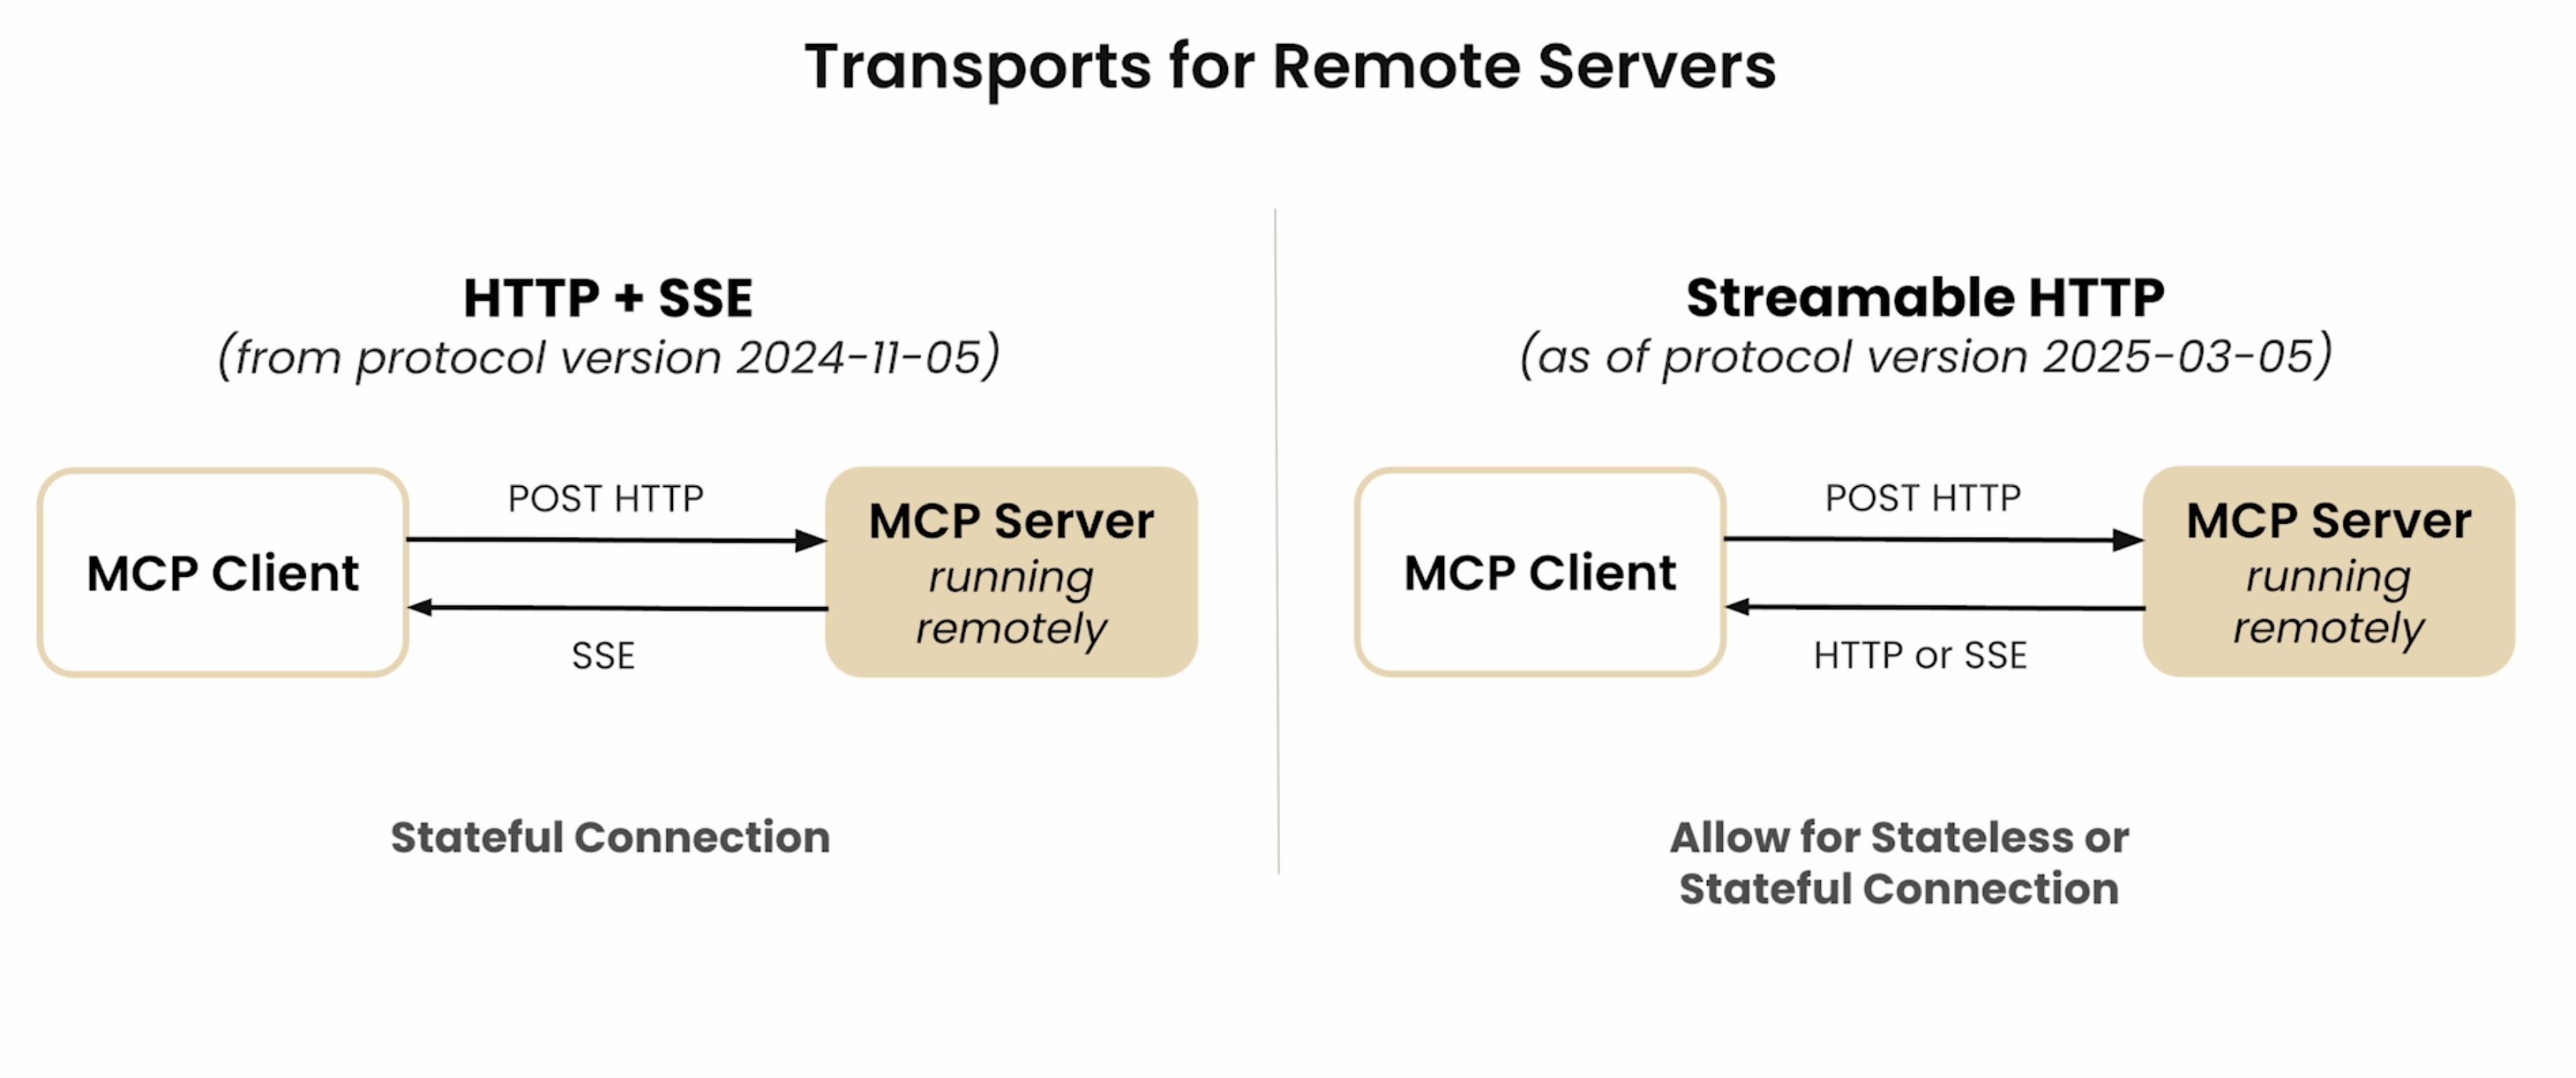 Transports for Remote Servers
HTTP + SSE
(from protocol version 2024-11-05)
MCP Client
POST HTTP
SSE
MCP Server
running
remotely
Stateful Connection
Streamable HTTP
(as of protocol version 2025-03-05)
MCP Client
POST HTTP
HTTP or SSE
MCP Server
running
remotely
Allow for Stateless or
Stateful Connection